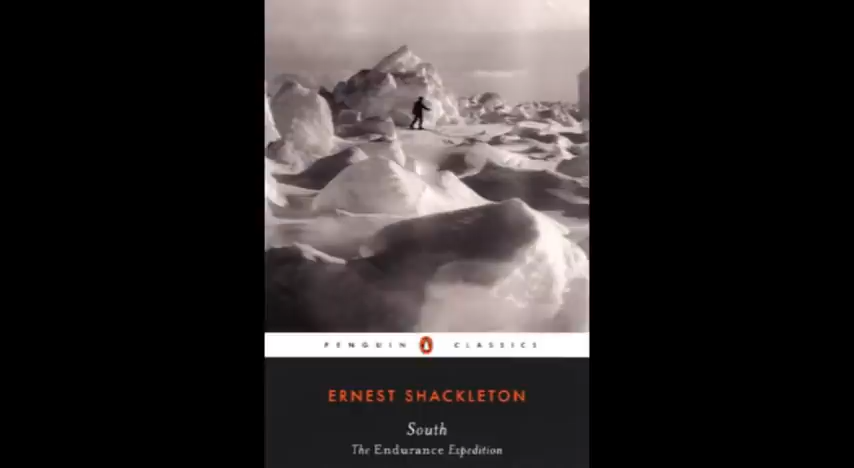 PENGUIN CLASSICS
ERNEST SHACKLETON
South
The Endurance Expedition